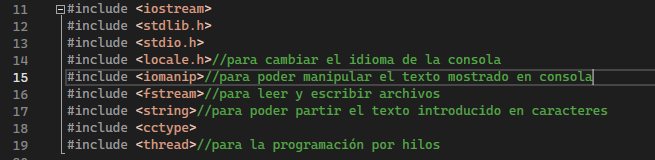 11 #include <iostream>
12 #include <stdlib.h>
13 #include <stdio.h>
14 #include <locale.h>//para cambiar el idioma de la consola
15 #include <iomanip>//para poder manipular el texto mostrado en consola
16 #include <fstream>//para leer y escribir archivos
17 #include <string>//para poder partir el texto introducido en caracteres
18 #include <cctype>
19 #include <thread>//para la programación por hilos